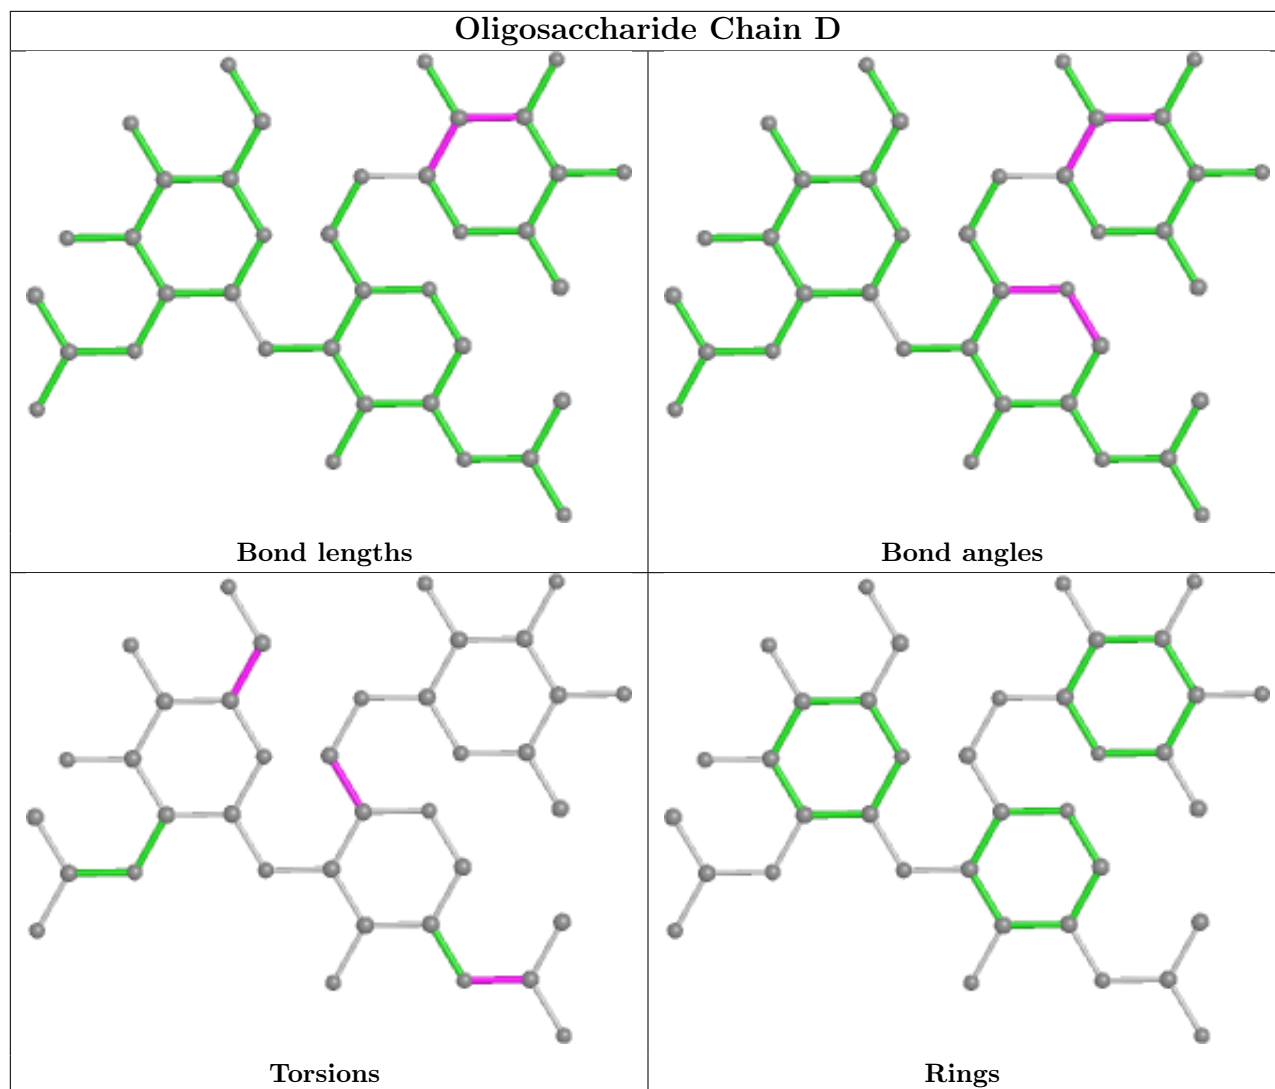 Oligosaccharide Chain D
Bond lengths
Bond angles
Torsions
Rings